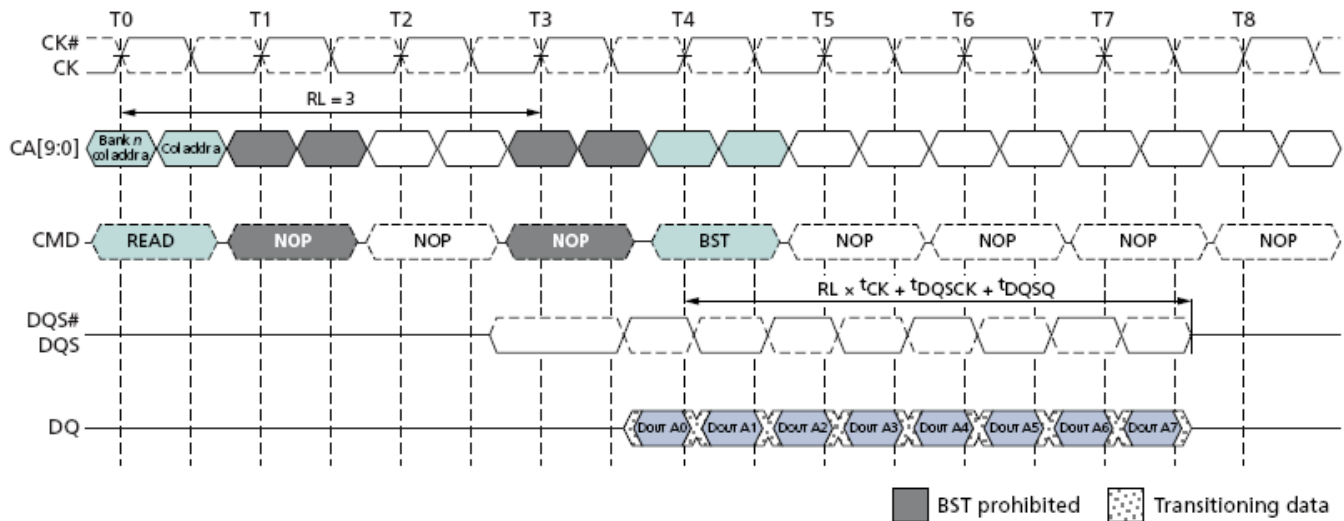 T0 T1 T2 T3 T4 T5 T6 T7 T8
CK#
CK
RL = 3
CA[9:0] Bank n col addr a Col addr a
CMD READ NOP NOP NOP BST NOP NOP NOP NOP
RL × tCK + tDQSCK + tDQSQ
DQS#
DQS
DQ DOUT A0 DOUT A1 DOUT A2 DOUT A3 DOUT A4 DOUT A5 DOUT A6 DOUT A7
BST prohibited Transitioning data